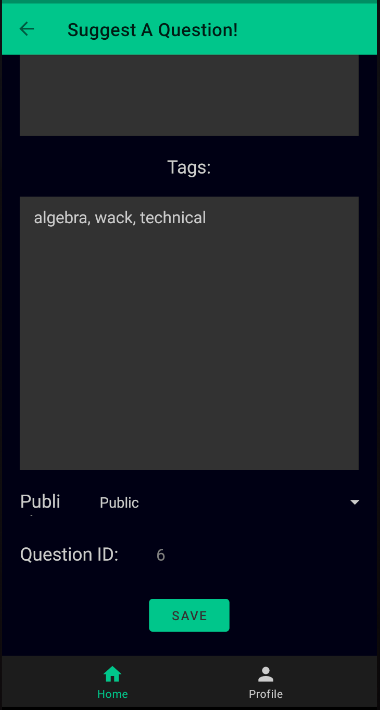 Suggest A Question!
Tags:
algebra, wack, technical
Publi Public
Question ID: 6
SAVE
Home Profile